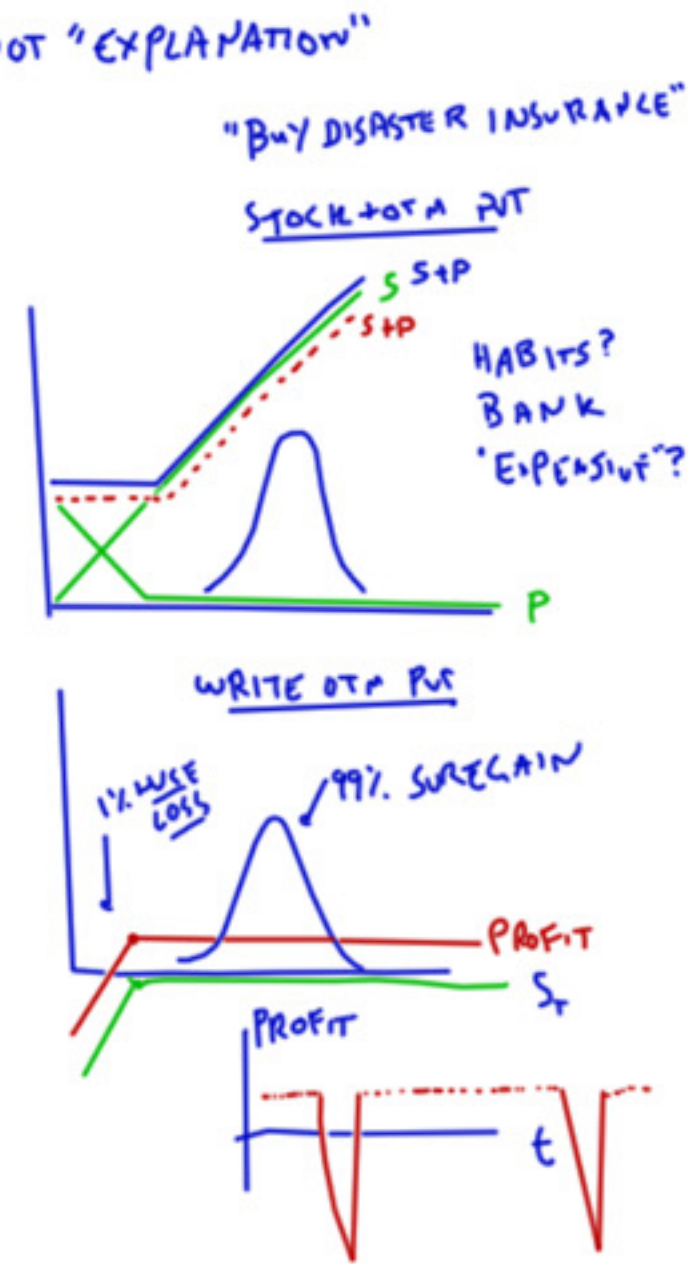 OT "EXPLANATION"
"BUY DISASTER INSURANCE"
STOCK + OTM PUT
S S+P
S+P
HABITS?
BANK
"EXPENSIVE"?
P
WRITE OTM PUT
1% LOSS
99% SURE GAIN
PROFIT
S_T
PROFIT
t